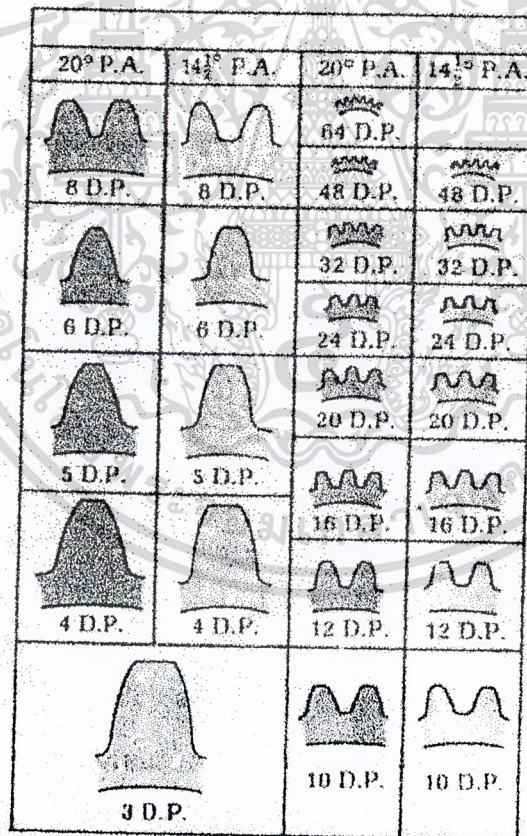 20° P.A. 14½° P.A. 20° P.A. 14½° P.A.
64 D.P.
8 D.P. 8 D.P. 48 D.P. 48 D.P.
32 D.P. 32 D.P.
6 D.P. 6 D.P. 24 D.P. 24 D.P.
20 D.P. 20 D.P.
5 D.P. 5 D.P.
16 D.P. 16 D.P.
4 D.P. 4 D.P. 12 D.P. 12 D.P.
3 D.P. 10 D.P. 10 D.P.